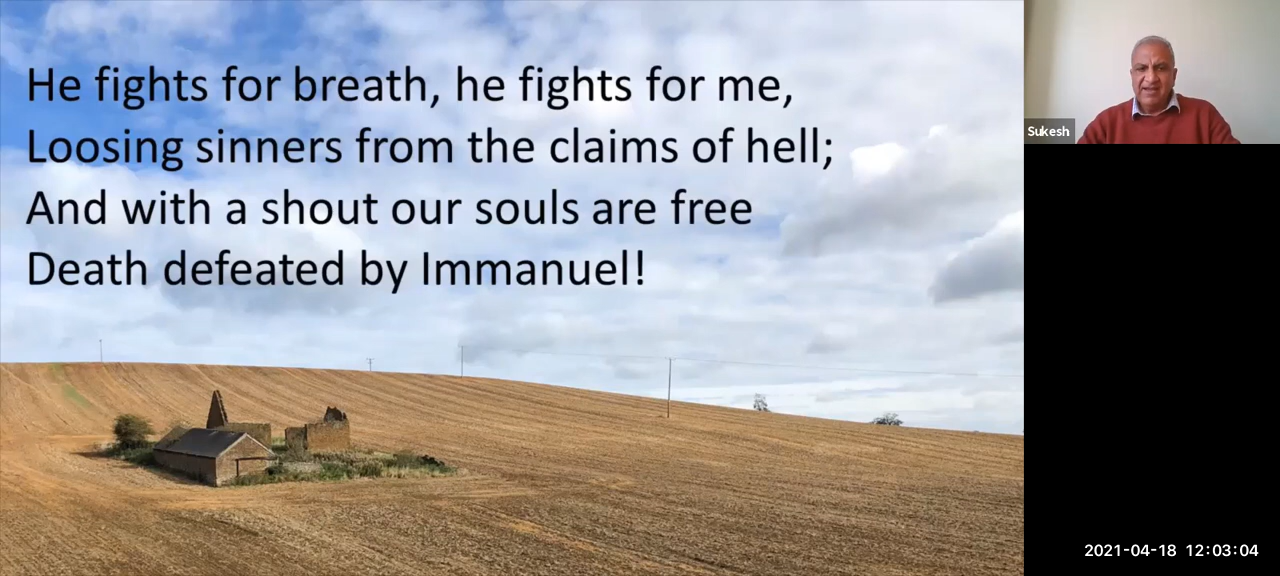 He fights for breath, he fights for me,
Loosing sinners from the claims of hell;
And with a shout our souls are free
Death defeated by Immanuel!
Sukesh
2021-04-18 12:03:04